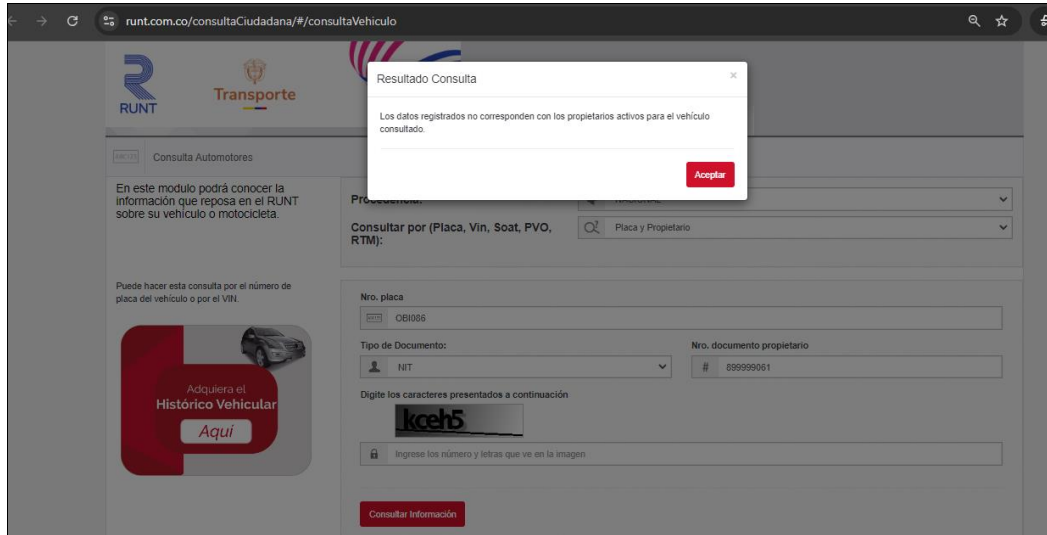 runt.com.co/consultaCiudadana/#/consultaVehiculo
RUNT
Transporte
Resultado Consulta
×
Los datos registrados no corresponden con los propietarios activos para el vehículo
consultado.
Aceptar
ABC123
Consulta Automotores
En este modulo podrá conocer la
información que reposa en el RUNT
sobre su vehículo o motocicleta.
Procedencia:
NACIONAL
Consultar por (Placa, Vin, Soat, PVO,
RTM):
Placa y Propietario
Puede hacer esta consulta por el número de
placa del vehículo o por el VIN.
Adquiera el
Histórico Vehicular
Aquí
Nro. placa
OBI086
Tipo de Documento:
NIT
Nro. documento propietario
#
899999061
Digite los caracteres presentados a continuación
kceh5
Ingrese los número y letras que ve en la imagen
Consultar Información